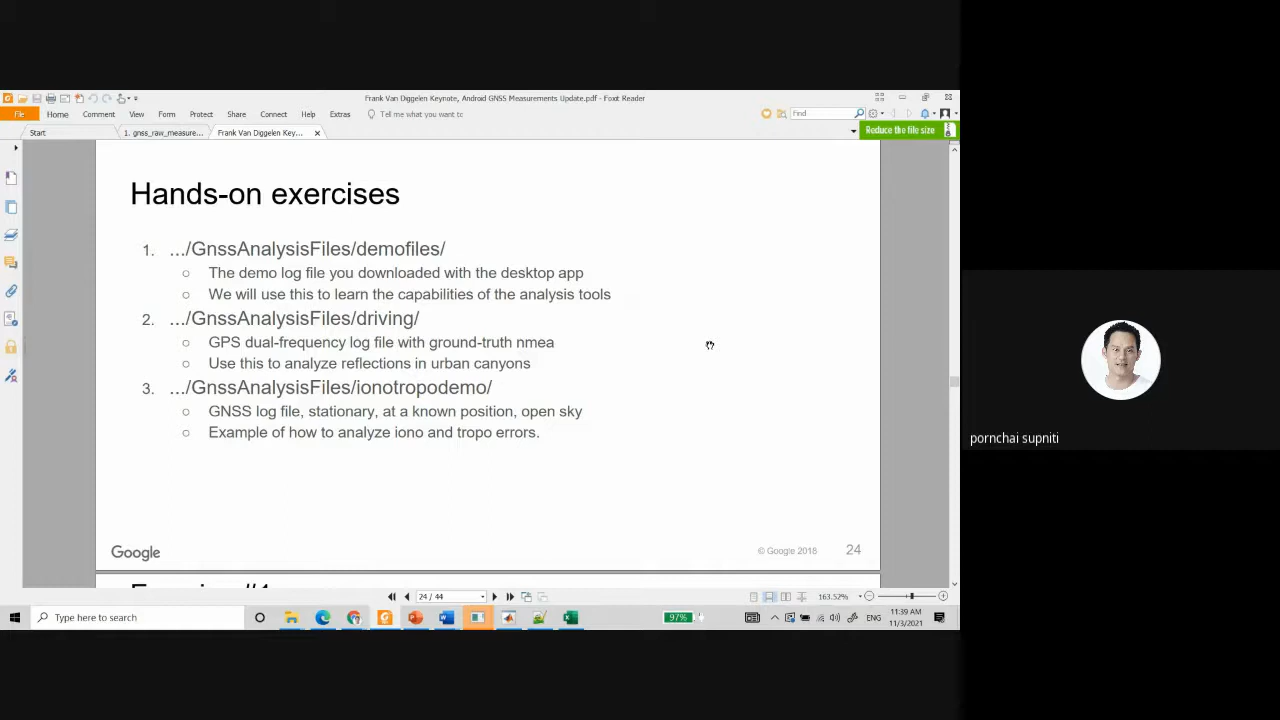 Frank Van Diggelen Keynote, Android GNSS Measurements Update.pdf - Foxit Reader
File Home Comment View Form Protect Share Connect Help Extras Tell me what you want tc Find
Start 1. gnss_raw_measure... Frank Van Diggelen Key... Reduce the file size
Hands-on exercises
1. .../GnssAnalysisFiles/demofiles/
○ The demo log file you downloaded with the desktop app
○ We will use this to learn the capabilities of the analysis tools
2. .../GnssAnalysisFiles/driving/
○ GPS dual-frequency log file with ground-truth nmea
○ Use this to analyze reflections in urban canyons
3. .../GnssAnalysisFiles/ionotropodemo/
○ GNSS log file, stationary, at a known position, open sky
○ Example of how to analyze iono and tropo errors.
Google © Google 2018 24
pornchai supniti
24 / 44 163.52%
Type here to search 97% ENG 11:39 AM
11/3/2021